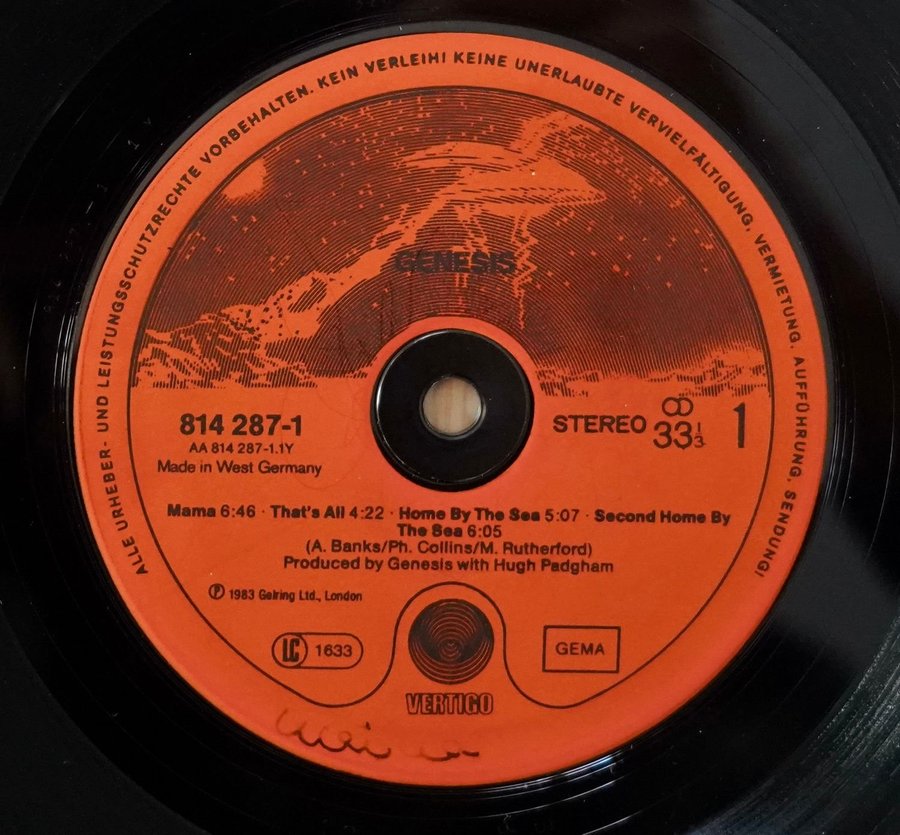 ALLE URHEBER- UND LEISTUNGSSCHUTZRECHTE VORBEHALTEN. KEIN VERLEIH! KEINE UNERLAUBTE VERVIELFÄLTIGUNG, VERMIETUNG, AUFFÜHRUNG, SENDUNG!
GENESIS
814 287-1
AA 814 287-1.1Y
Made in West Germany
STEREO 33 1/3 1
Mama 6:46 · That's All 4:22 · Home By The Sea 5:07 · Second Home By
The Sea 6:05
(A. Banks/Ph. Collins/M. Rutherford)
Produced by Genesis with Hugh Padgham
℗ 1983 Gelring Ltd., London
LC 1633
GEMA
VERTIGO